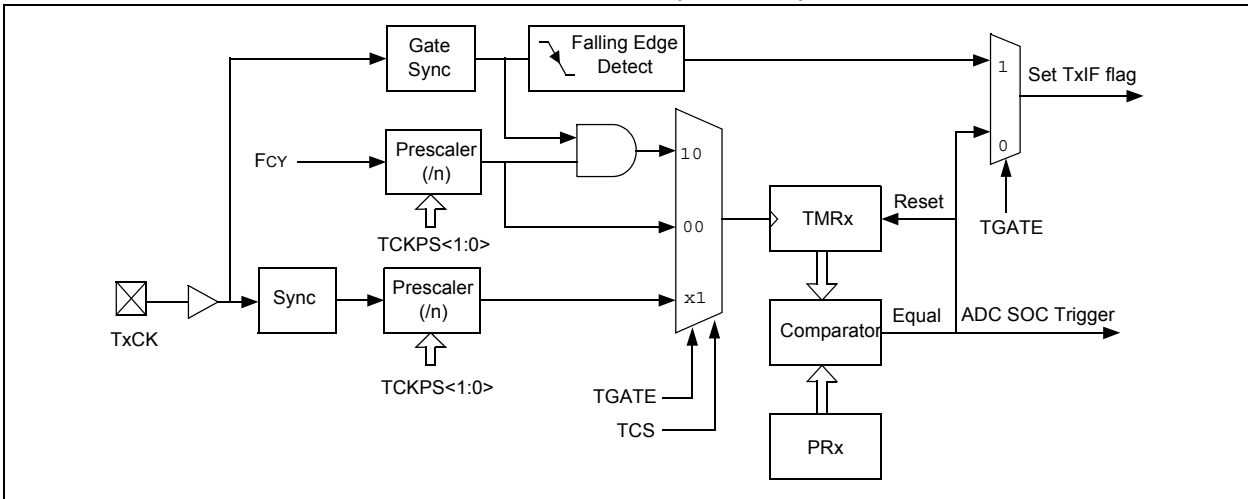 Gate
Sync
Falling Edge
Detect
1
Set TxIF flag
FCY
Prescaler
(/n)
10
0
TCKPS<1:0>
00
TMRx
Reset
TGATE
TxCK
Sync
Prescaler
(/n)
x1
Comparator
Equal
ADC SOC Trigger
TCKPS<1:0>
TGATE
TCS
PRx